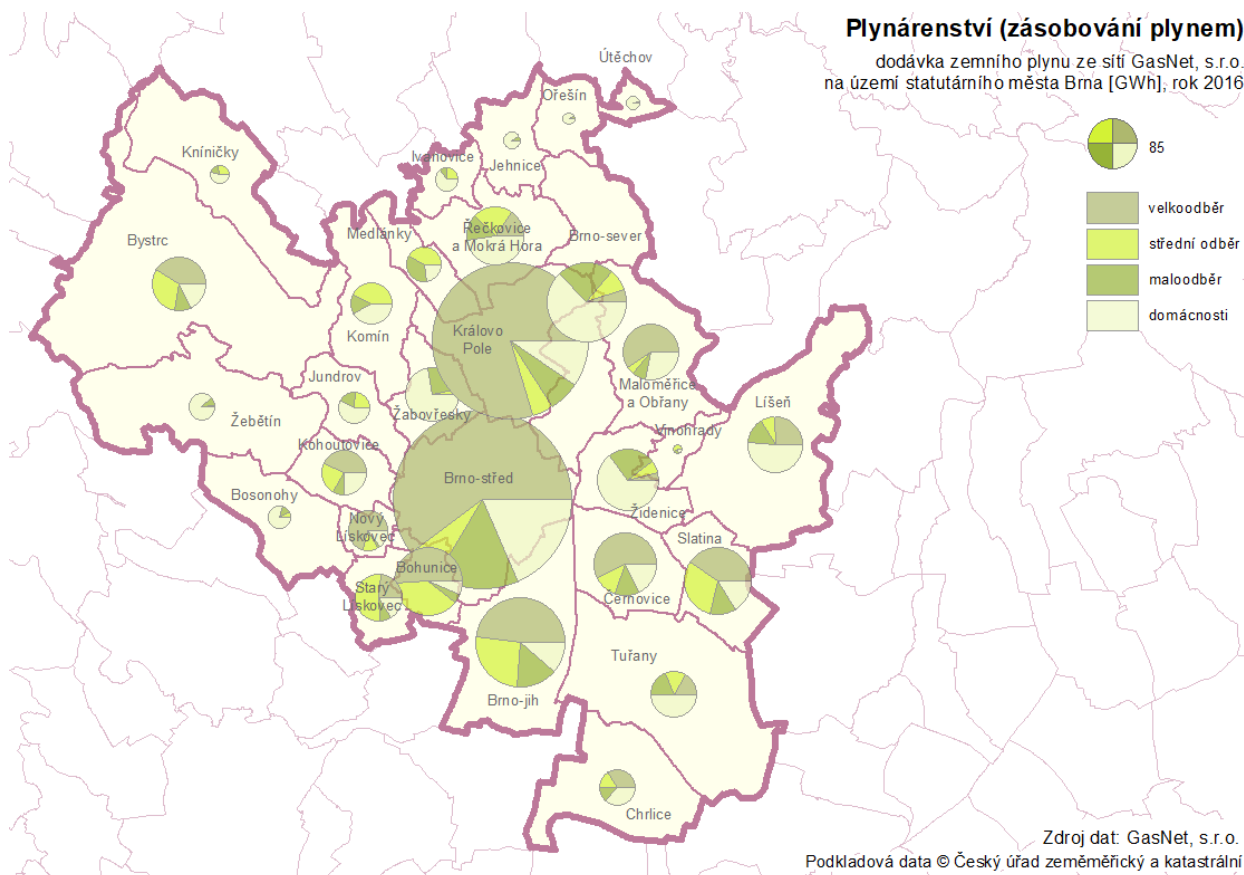 Plynárenství (zásobování plynem)
dodávka zemního plynu ze sítí GasNet, s.r.o.
na území statutárního města Brna [GWh], rok 2016
85
velkoodběr
střední odběr
maloodběr
domácnosti
Útěchov
Ořešín
Kníničky
Ivanovice
Jehnice
Medlánky
Řečkovice
a Mokrá Hora
Brno-sever
Bystrc
Komín
Královo
Pole
Jundrov
Maloměřice
a Obřany
Žabovřesky
Líšeň
Žebětín
Vinohrady
Kohoutovice
Brno-střed
Bosonohy
Židenice
Nový
Lískovec
Slatina
Bohunice
Starý
Lískovec
Černovice
Tuřany
Brno-jih
Chrlice
Zdroj dat: GasNet, s.r.o.
Podkladová data © Český úřad zeměměřický a katastrální